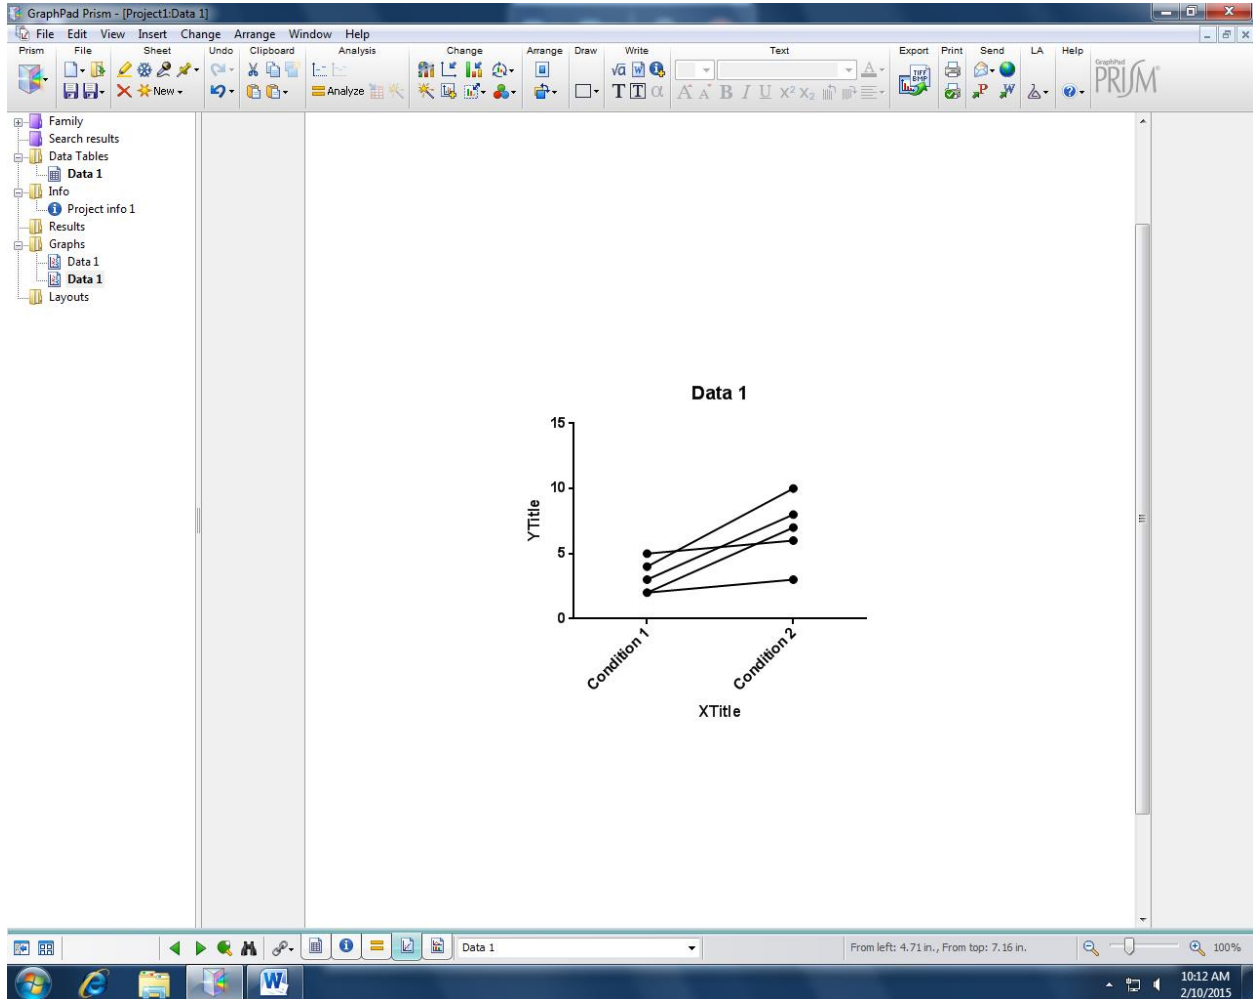 GraphPad Prism - [Project1:Data 1]
File Edit View Insert Change Arrange Window Help
Prism File Sheet Undo Clipboard Analysis Change Arrange Draw Write Text Export Print Send LA Help
New
Analyze
GraphPad
PRISM
Family
Search results
Data Tables
Data 1
Info
Project info 1
Results
Graphs
Data 1
Data 1
Layouts
Data 1
15
10
5
0
YTitle
Condition 1
Condition 2
XTitle
Data 1
From left: 4.71 in., From top: 7.16 in.
100%
10:12 AM
2/10/2015